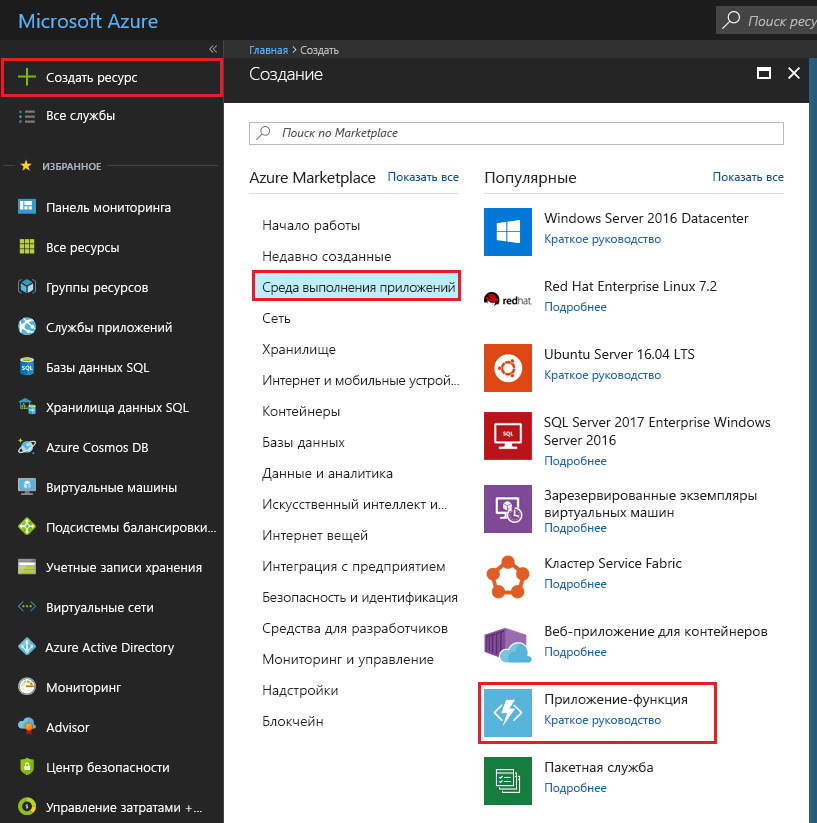 Microsoft Azure
Поиск ресу
Создать ресурс
Все службы
ИЗБРАННОЕ
Панель мониторинга
Все ресурсы
Группы ресурсов
Службы приложений
Базы данных SQL
Хранилища данных SQL
Azure Cosmos DB
Виртуальные машины
Подсистемы балансировки...
Учетные записи хранения
Виртуальные сети
Azure Active Directory
Мониторинг
Advisor
Центр безопасности
Управление затратами +...
Главная > Создать
Создание
Поиск по Marketplace
Azure Marketplace Показать все
Начало работы
Недавно созданные
Среда выполнения приложений
Сеть
Хранилище
Интернет и мобильные устрой...
Контейнеры
Базы данных
Данные и аналитика
Искусственный интеллект и...
Интернет вещей
Интеграция с предприятием
Безопасность и идентификация
Средства для разработчиков
Мониторинг и управление
Надстройки
Блокчейн
Популярные Показать все
Windows Server 2016 Datacenter
Краткое руководство
redhat
Red Hat Enterprise Linux 7.2
Подробнее
Ubuntu Server 16.04 LTS
Краткое руководство
SQL
SQL Server 2017 Enterprise Windows
Server 2016
Подробнее
Зарезервированные экземпляры
виртуальных машин
Подробнее
Кластер Service Fabric
Подробнее
Веб-приложение для контейнеров
Подробнее
Приложение-функция
Краткое руководство
Пакетная служба
Подробнее